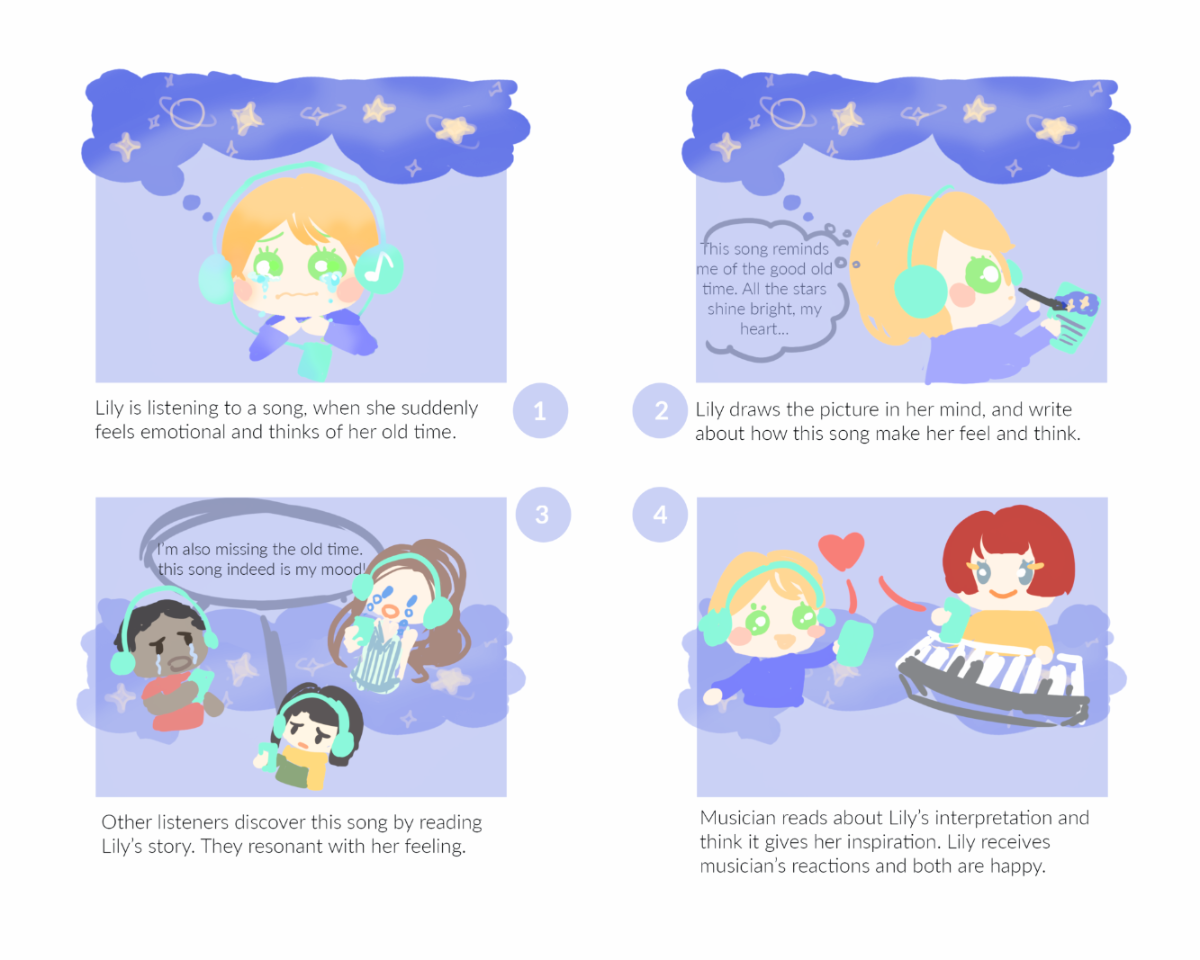 Lily is listening to a song, when she suddenly
feels emotional and thinks of her old time.
1
This song reminds
me of the good old
time. All the stars
shine bright, my
heart...
2
Lily draws the picture in her mind, and write
about how this song make her feel and think.
I'm also missing the old time.
this song indeed is my mood!
3
Other listeners discover this song by reading
Lily's story. They resonant with her feeling.
4
Musician reads about Lily's interpretation and
think it gives her inspiration. Lily receives
musician's reactions and both are happy.